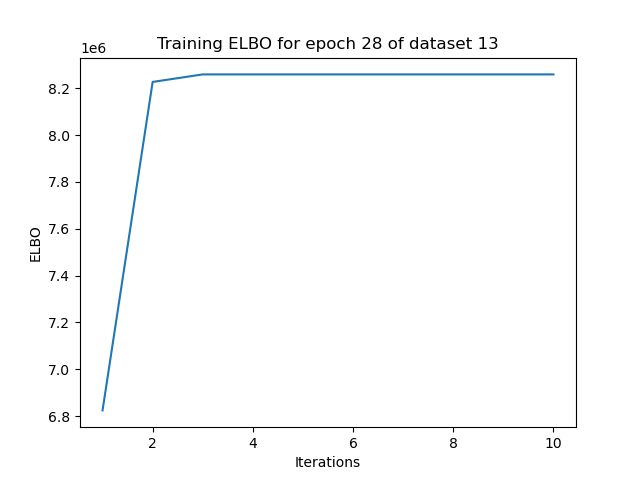 Training ELBO for epoch 28 of dataset 13
1e6
8.2
8.0
7.8
7.6
7.4
7.2
7.0
6.8
ELBO
2 4 6 8 10
Iterations